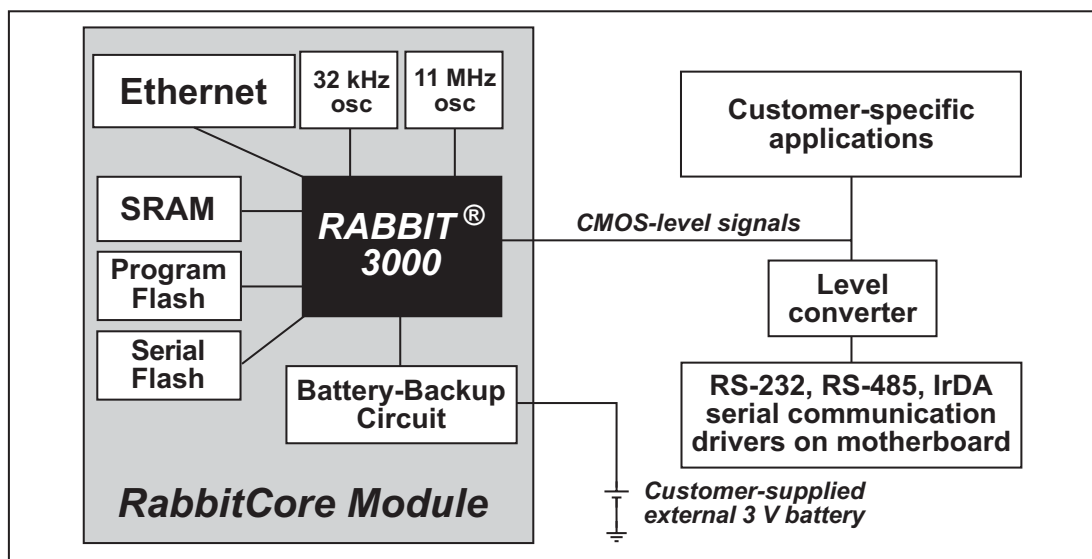 Ethernet
32 kHz
osc
11 MHz
osc
Customer-specific
applications
SRAM
RABBIT ®
3000
CMOS-level signals
Program
Flash
Level
converter
Serial
Flash
Battery-Backup
Circuit
RS-232, RS-485, IrDA
serial communication
drivers on motherboard
RabbitCore Module
Customer-supplied
external 3 V battery